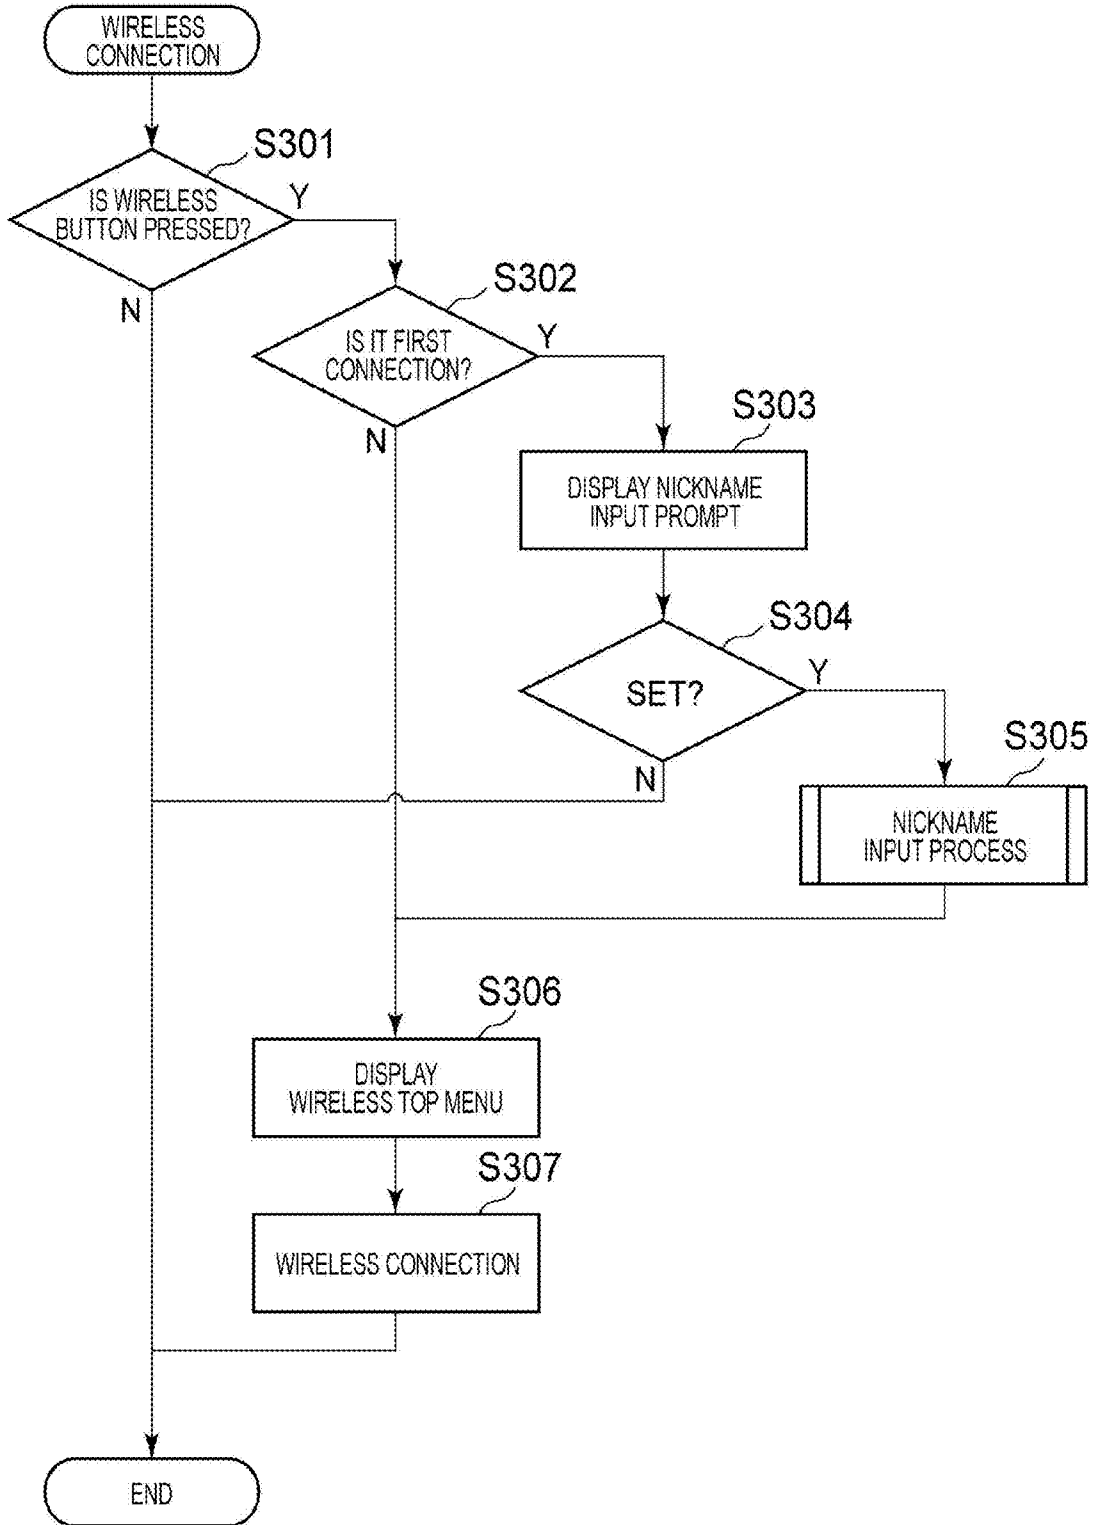 WIRELESS
CONNECTION
S301
IS WIRELESS
BUTTON PRESSED?
Y
N
S302
IS IT FIRST
CONNECTION?
Y
N
S303
DISPLAY NICKNAME
INPUT PROMPT
S304
SET?
Y
N
S305
NICKNAME
INPUT PROCESS
S306
DISPLAY
WIRELESS TOP MENU
S307
WIRELESS CONNECTION
END